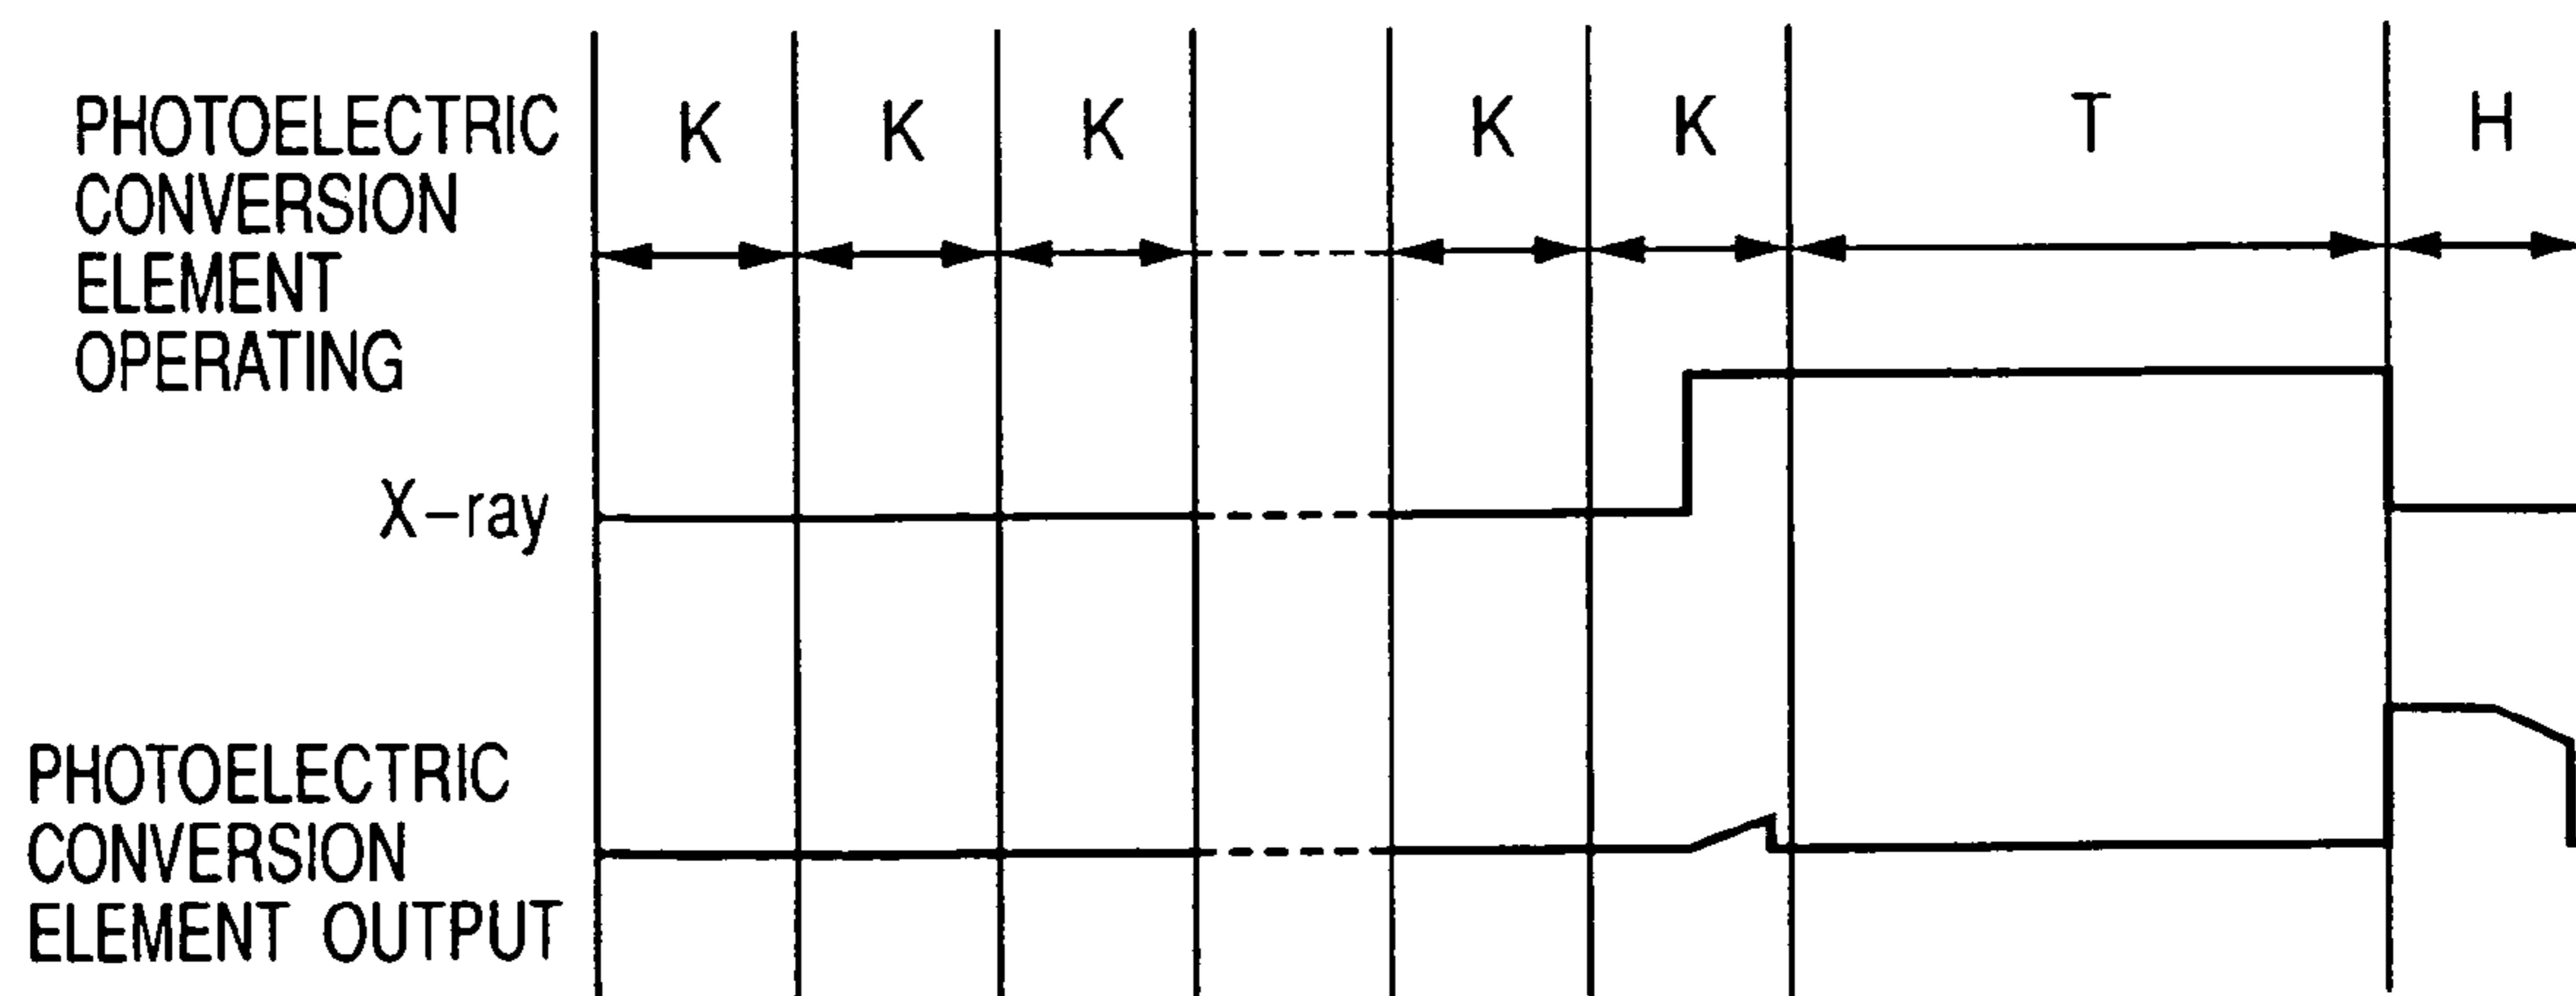 PHOTOELECTRIC
CONVERSION
ELEMENT
OPERATING
K K K K K T H
X-ray
PHOTOELECTRIC
CONVERSION
ELEMENT OUTPUT